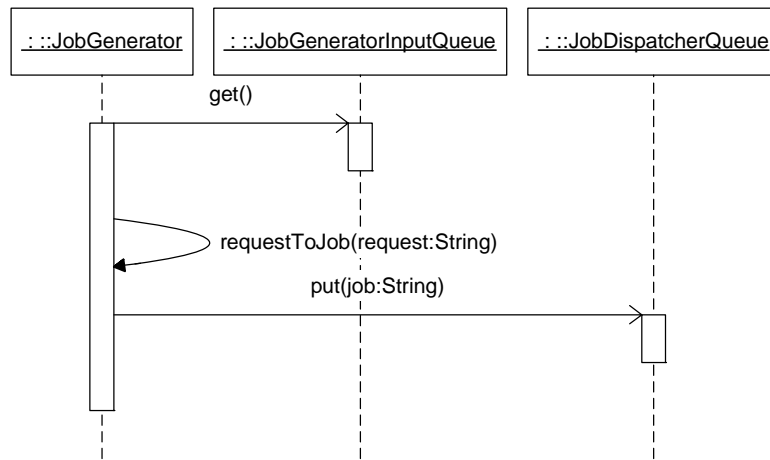 : ::JobGenerator
: ::JobGeneratorInputQueue
: ::JobDispatcherQueue
get()
requestToJob(request:String)
put(job:String)